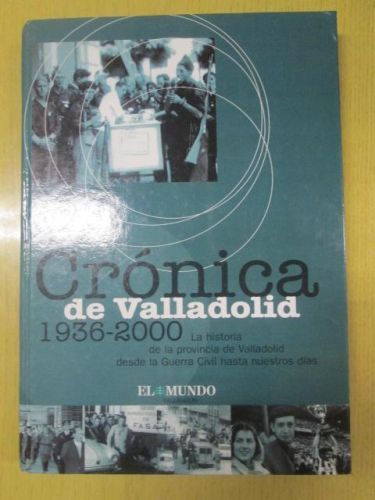 Crónica
de Valladolid
1936-2000 La historia
de la provincia de Valladolid
desde la Guerra Civil hasta nuestros días
EL MUNDO
FASA